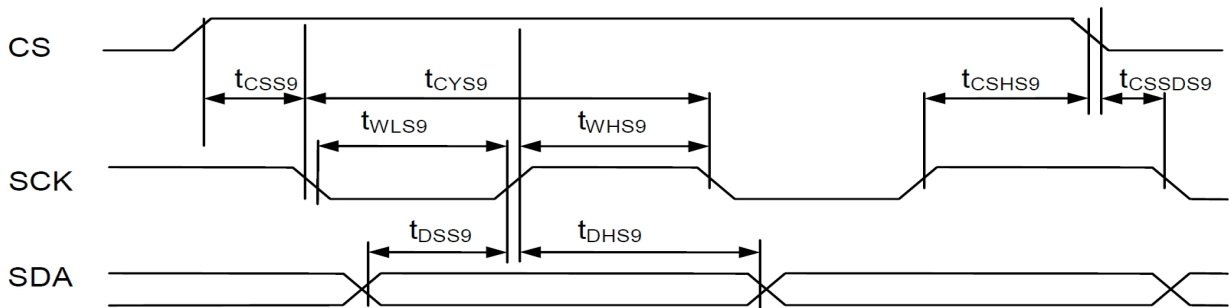 CS
tCSS9
tCYS9
tCSHS9
tCSSDS9
tWLS9
tWHS9
SCK
tDSS9
tDHS9
SDA